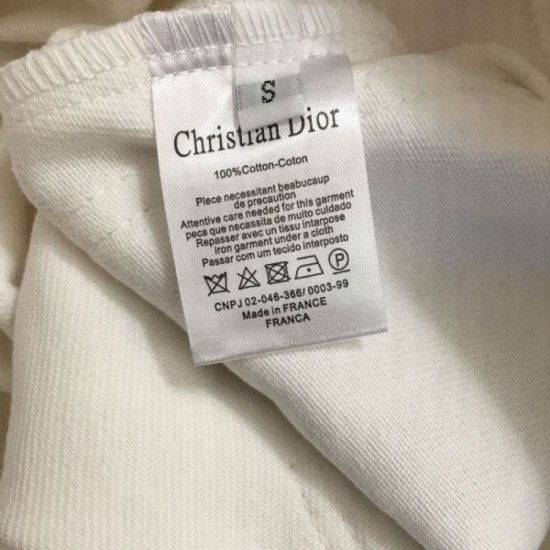 S
Christian Dior
100%Cotton-Coton
Piece necessitant beabucaup
de precaution
Attentive care needed for this garment
peca que necassita de muito cuidado
Repasser avec un tissu intarpose
iron garment under a cloth
Passar com um tecido interposto
P
CNPJ 02-046-366/ 0003-99
Made in FRANCE
FRANCA